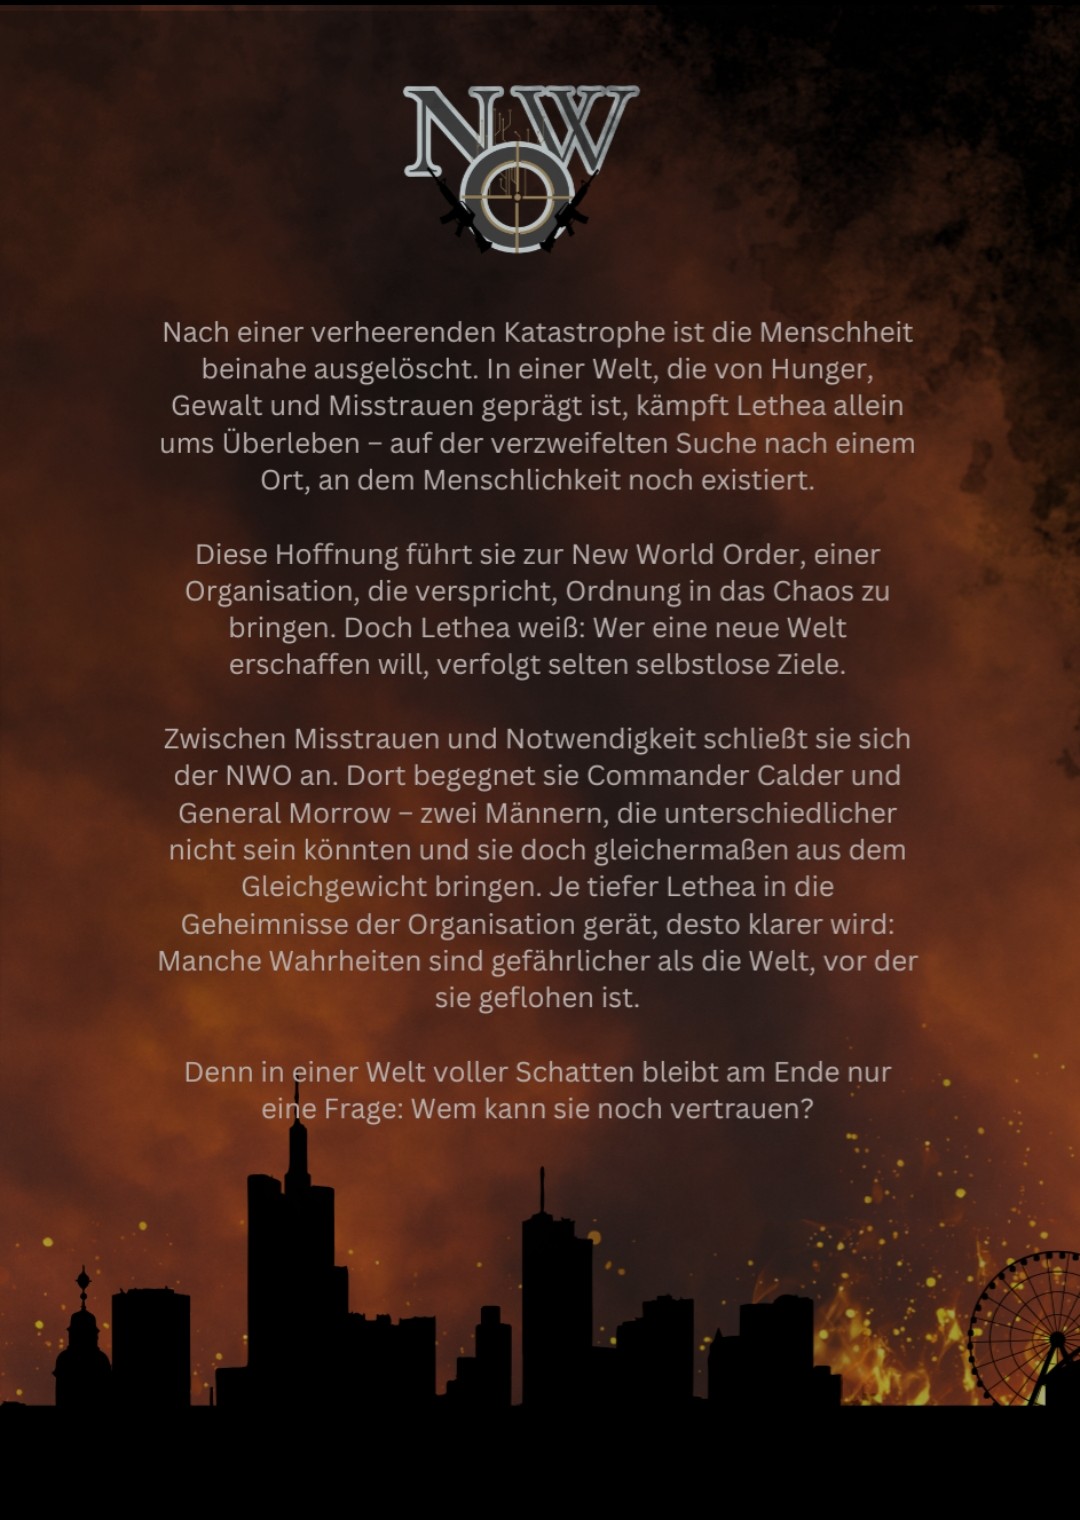 NWO
Nach einer verheerenden Katastrophe ist die Menschheit
beinahe ausgelöscht. In einer Welt, die von Hunger,
Gewalt und Misstrauen geprägt ist, kämpft Lethea allein
ums Überleben – auf der verzweifelten Suche nach einem
Ort, an dem Menschlichkeit noch existiert.
Diese Hoffnung führt sie zur New World Order, einer
Organisation, die verspricht, Ordnung in das Chaos zu
bringen. Doch Lethea weiß: Wer eine neue Welt
erschaffen will, verfolgt selten selbstlose Ziele.
Zwischen Misstrauen und Notwendigkeit schließt sie sich
der NWO an. Dort begegnet sie Commander Calder und
General Morrow – zwei Männern, die unterschiedlicher
nicht sein könnten und sie doch gleichermaßen aus dem
Gleichgewicht bringen. Je tiefer Lethea in die
Geheimnisse der Organisation gerät, desto klarer wird:
Manche Wahrheiten sind gefährlicher als die Welt, vor der
sie geflohen ist.
Denn in einer Welt voller Schatten bleibt am Ende nur
eine Frage: Wem kann sie noch vertrauen?